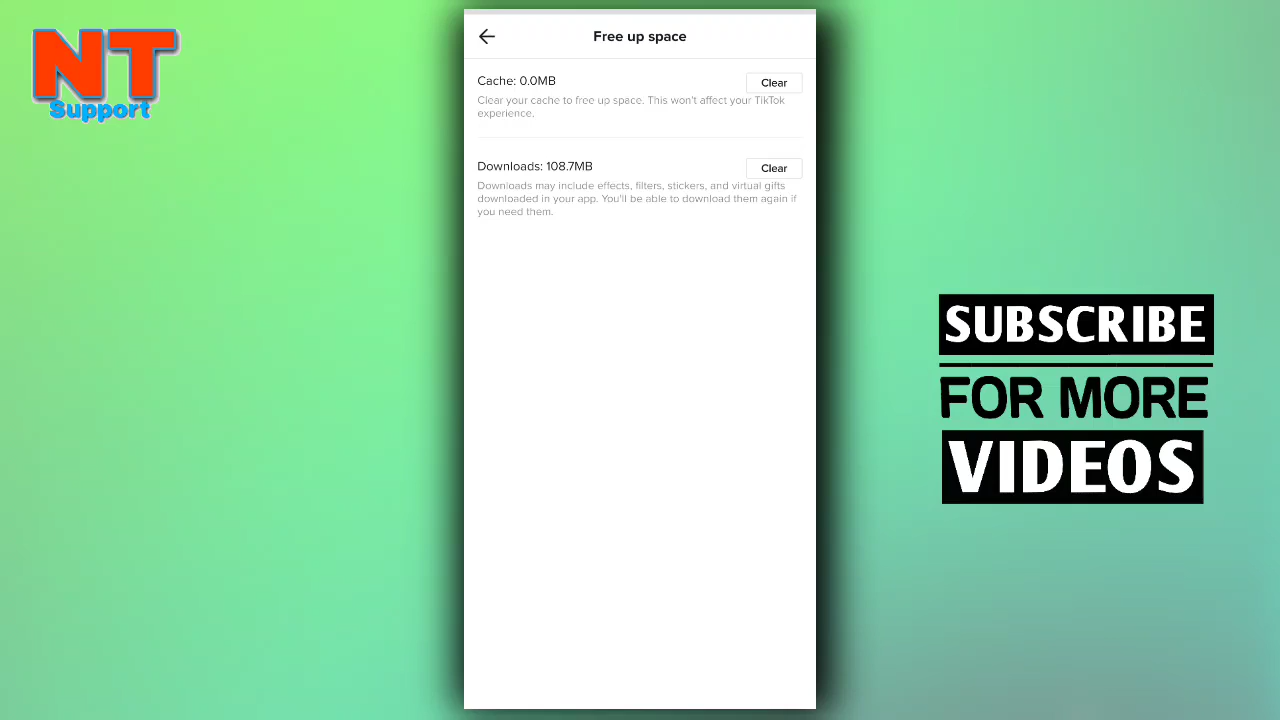 NT
Support
Free up space
Cache: 0.0MB
Clear
Clear your cache to free up space. This won't affect your TikTok
experience.
Downloads: 108.7MB
Clear
Downloads may include effects, filters, stickers, and virtual gifts
downloaded in your app. You'll be able to download them again if
you need them.
SUBSCRIBE
FOR MORE
VIDEOS